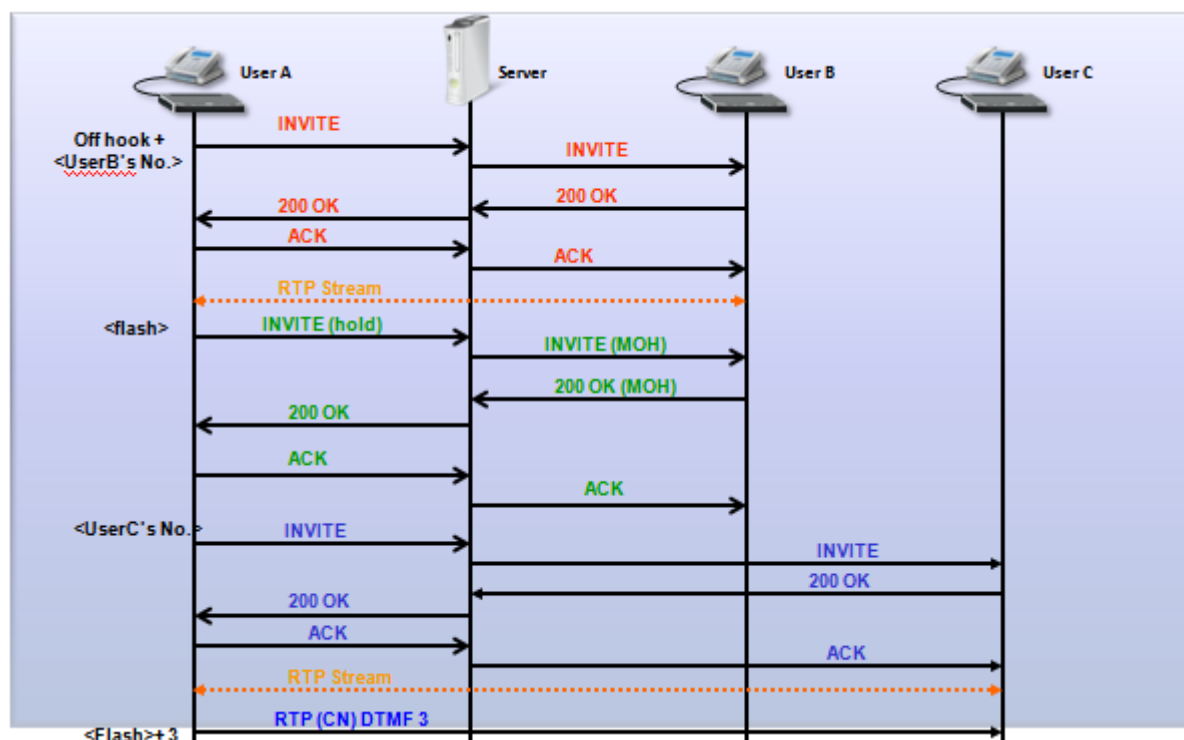 User A
Server
User B
User C
Off hook +
<UserB's No.>
INVITE
INVITE
200 OK
200 OK
ACK
ACK
RTP Stream
<flash>
INVITE (hold)
INVITE (MOH)
200 OK (MOH)
200 OK
ACK
ACK
<UserC's No.>
INVITE
INVITE
200 OK
200 OK
ACK
ACK
RTP Stream
RTP (CN) DTMF 3
<Flash>+ 3